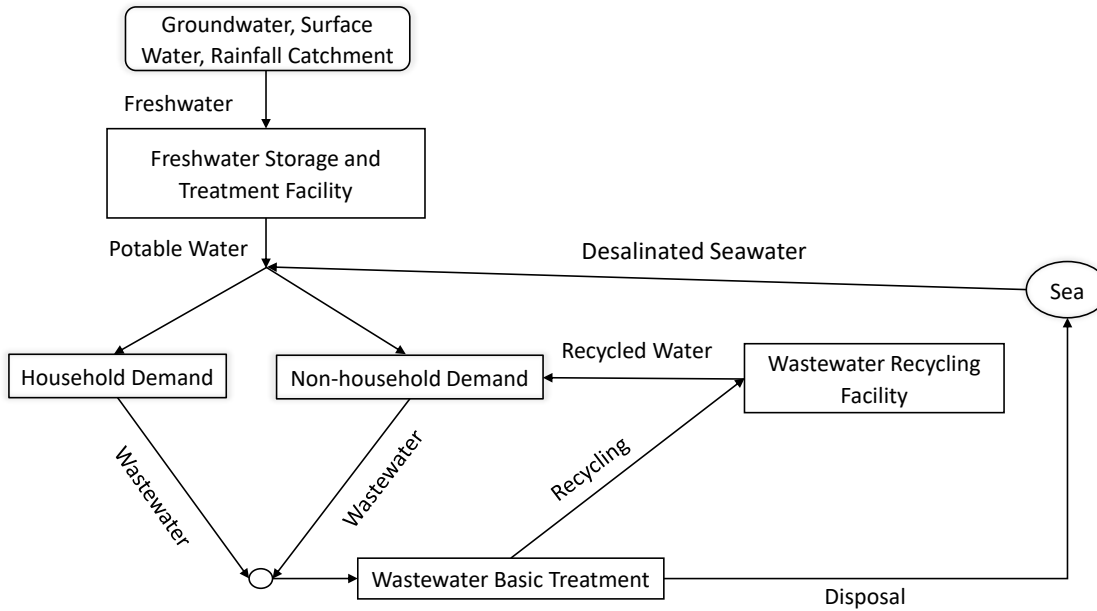 Groundwater, Surface
Water, Rainfall Catchment
Freshwater
Freshwater Storage and
Treatment Facility
Potable Water
Desalinated Seawater
Sea
Household Demand
Non-household Demand
Recycled Water
Wastewater Recycling
Facility
Wastewater
Wastewater
Recycling
Wastewater Basic Treatment
Disposal